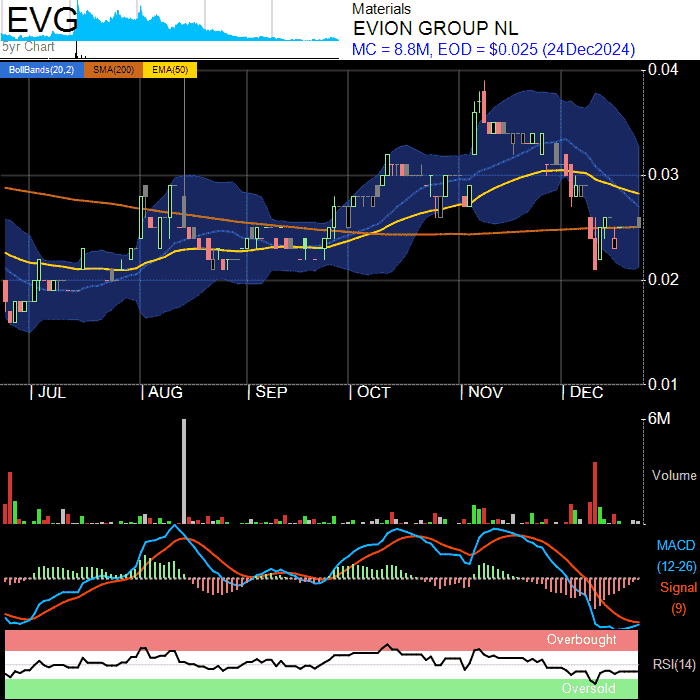 EVG
5yr Chart
Materials
EVION GROUP NL
MC = 8.8M, EOD = $0.025 (24Dec2024)
BollBands(20,2) SMA(200) EMA(50)
0.04
0.03
0.02
0.01
JUL AUG SEP OCT NOV DEC
6M
Volume
MACD
(12-26)
Signal
(9)
Overbought
RSI(14)
Oversold